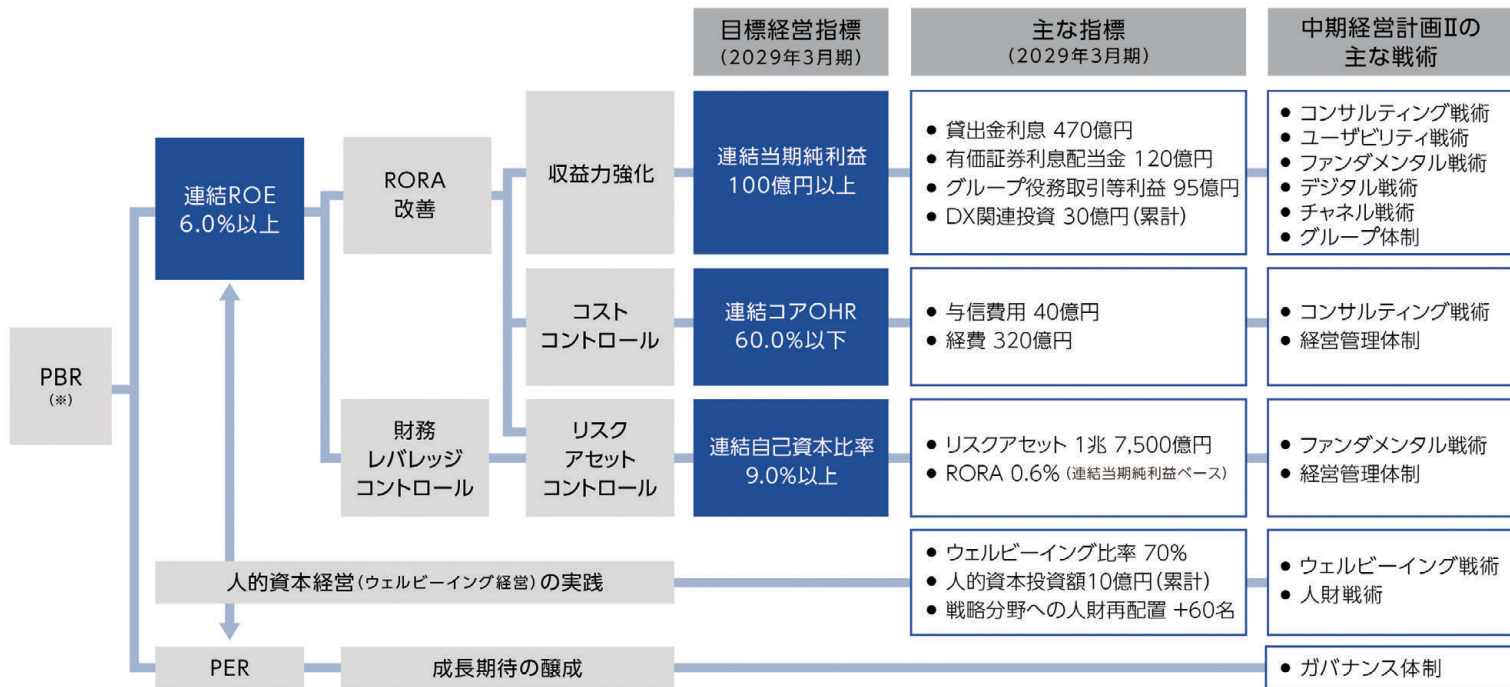 目標経営指標
(2029年3月期)
主な指標
(2029年3月期)
中期経営計画Ⅱの
主な戦術
PBR
(※)
連結ROE
6.0%以上
RORA
改善
収益力強化
連結当期純利益
100億円以上
● 貸出金利息 470億円
● 有価証券利息配当金 120億円
● グループ役務取引等利益 95億円
● DX関連投資 30億円(累計)
● コンサルティング戦術
● ユーザビリティ戦術
● ファンダメンタル戦術
● デジタル戦術
● チャネル戦術
● グループ体制
コスト
コントロール
連結コアOHR
60.0%以下
● 与信費用 40億円
● 経費 320億円
● コンサルティング戦術
● 経営管理体制
財務
レバレッジ
コントロール
リスク
アセット
コントロール
連結自己資本比率
9.0%以上
● リスクアセット 1兆 7,500億円
● RORA 0.6% (連結当期純利益ベース)
● ファンダメンタル戦術
● 経営管理体制
人的資本経営(ウェルビーイング経営)の実践
● ウェルビーイング比率 70%
● 人的資本投資額10億円(累計)
● 戦略分野への人財再配置 +60名
● ウェルビーイング戦術
● 人財戦術
PER
成長期待の醸成
● ガバナンス体制